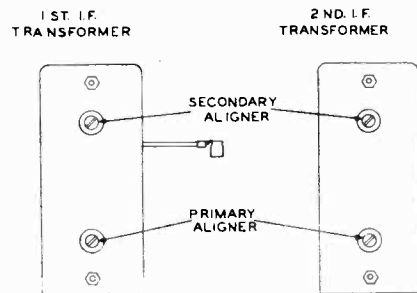 1 ST. I.F.
TRANSFORMER
2 ND. I.F.
TRANSFORMER
SECONDARY
ALIGNER
PRIMARY
ALIGNER